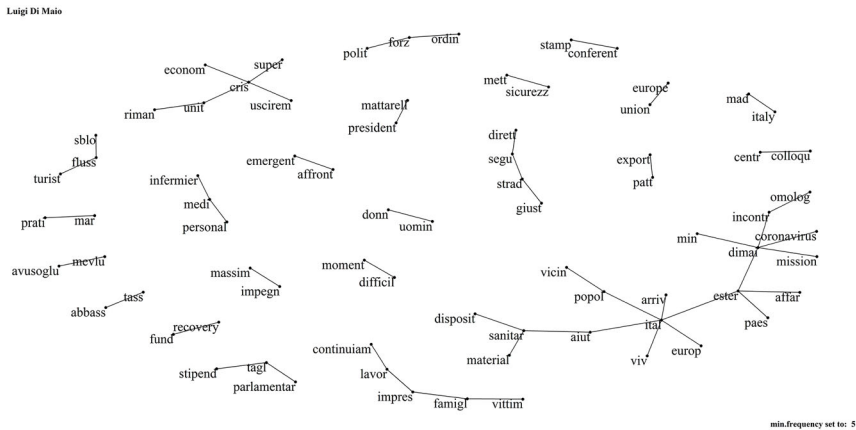 Luigi Di Maio
polit
forz
ordin
stamp
conferent
econom
super
cris
uscirem
unit
riman
mett
sicurezz
europe
union
mad
italy
mattarell
president
sblo
fluss
turist
emergent
affront
dirett
segu
strad
giust
export
patt
centr
colloqu
infermier
medi
personal
donn
uomin
omolog
incontr
coronavirus
min
dimai
mission
prati
mar
avusoglu
mevlu
massim
impegn
moment
difficil
vicin
popol
arriv
ester
affar
paes
abbass
tass
disposit
sanitar
aiut
ital
material
viv
europ
recovery
fund
continuiam
lavor
impres
famigl
vittim
stipend
tagl
parlamentar
min.frequency set to: 5